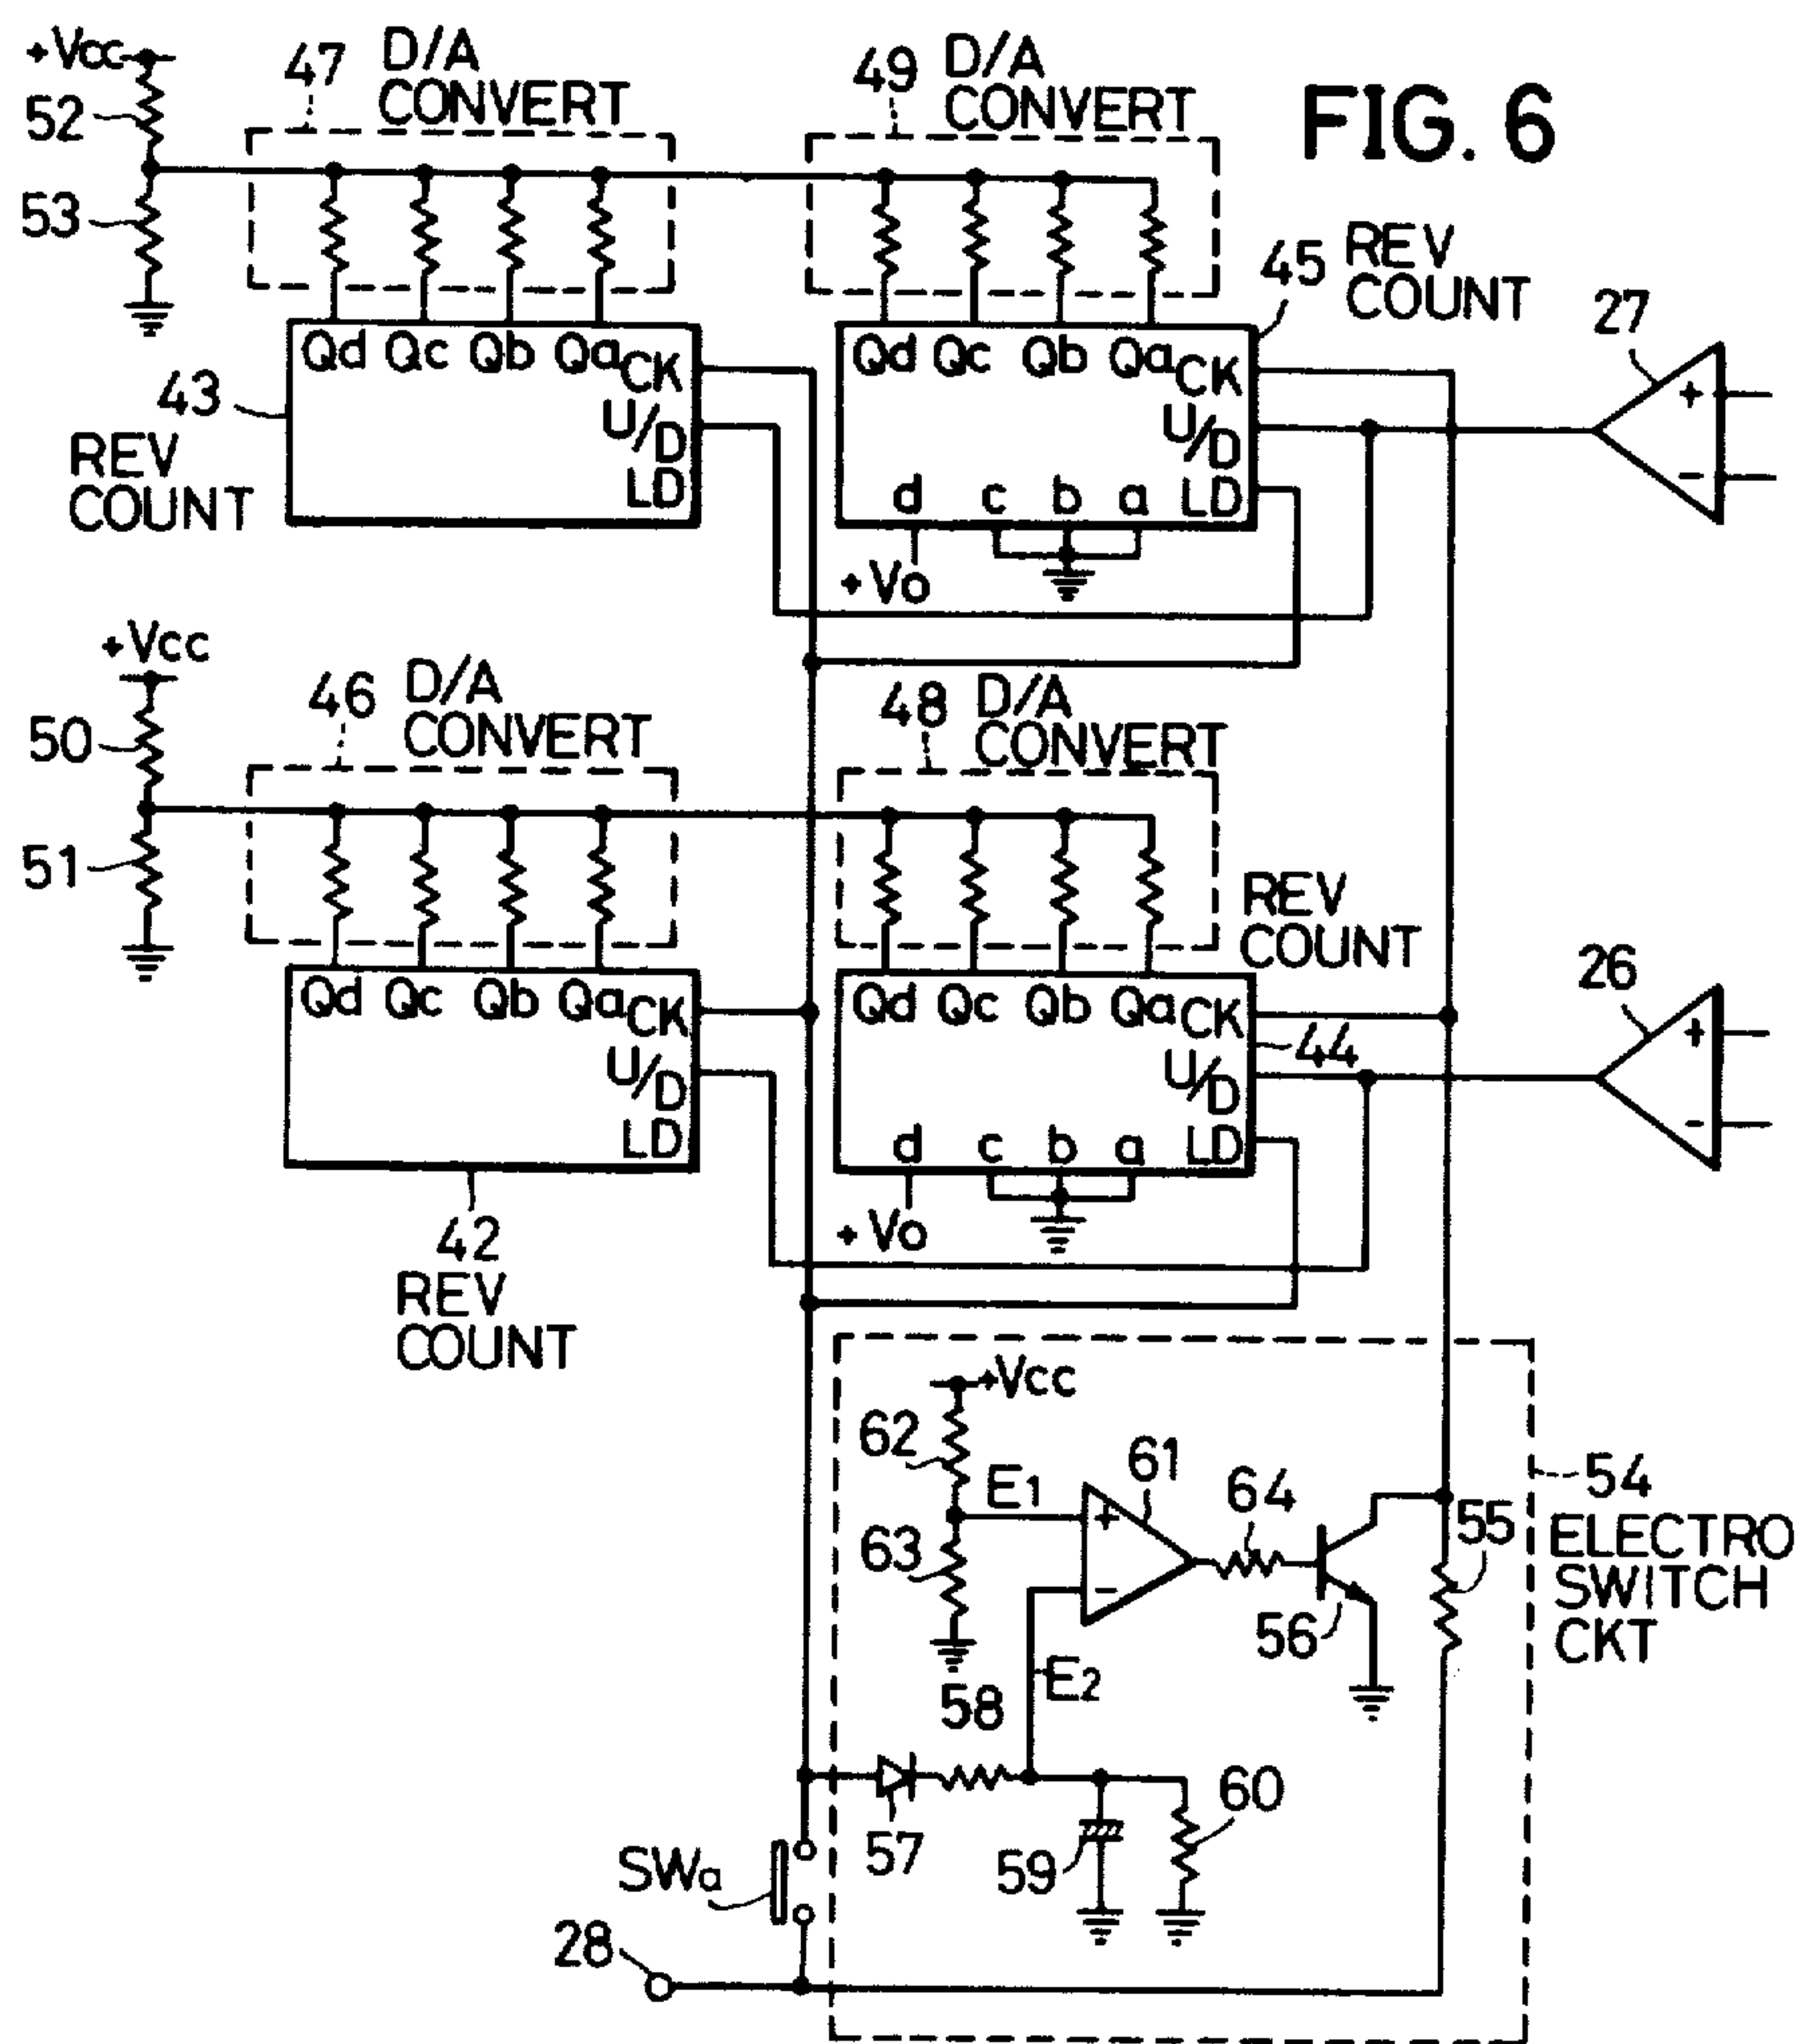 FIG. 6
+Vcc
52
53
47
D/A
CONVERT
49
D/A
CONVERT
45
REV
COUNT
27
+
-
43
REV
COUNT
Qd Qc Qb Qa CK
U/D
LD
Qd Qc Qb Qa CK
U/D
d c b a LD
+Vo
+Vcc
50
51
46
D/A
CONVERT
48
D/A
CONVERT
REV
COUNT
26
+
-
Qd Qc Qb Qa CK
U/D
LD
42
REV
COUNT
Qd Qc Qb Qa CK
44
U/D
d c b a LD
+Vo
+Vcc
62
63
E1
61
+
-
64
56
55
54
ELECTRO
SWITCH
CKT
E2
58
57
59
60
SWa
28